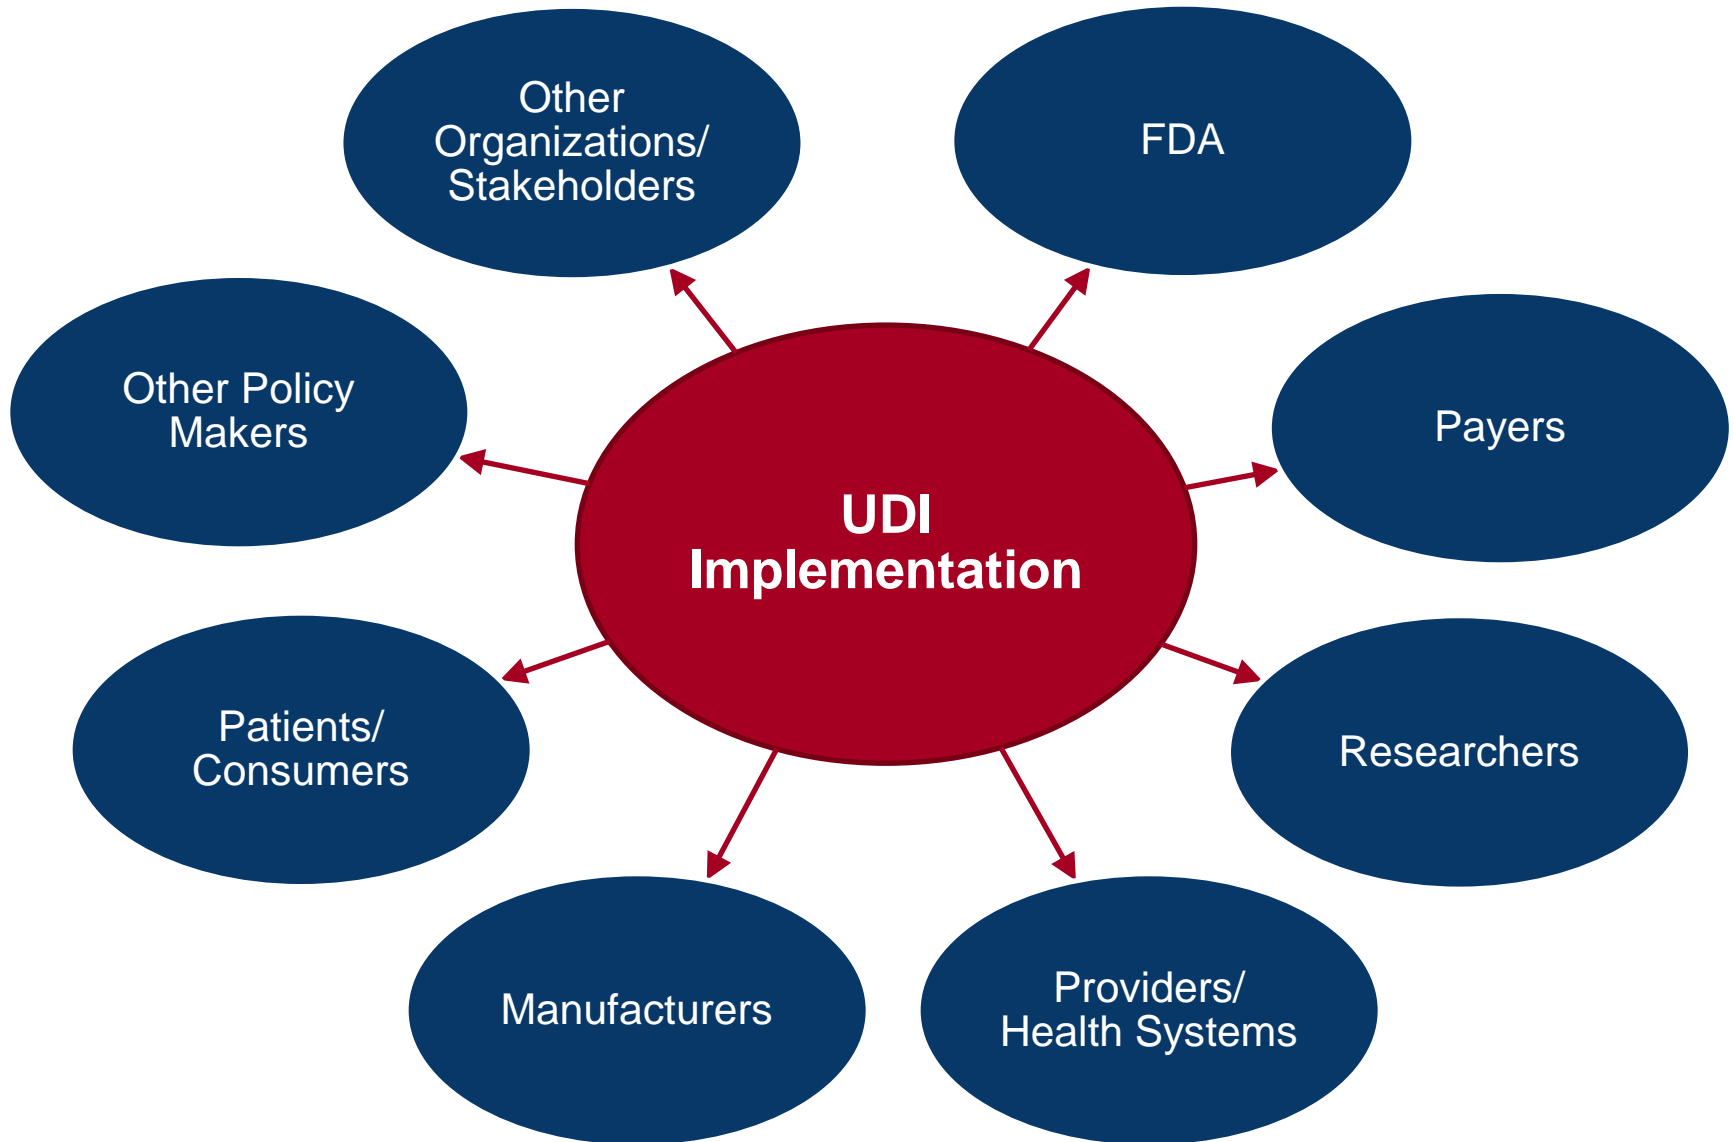 Other
Organizations/
Stakeholders
FDA
Other Policy
Makers
Payers
UDI
Implementation
Patients/
Consumers
Researchers
Manufacturers
Providers/
Health Systems